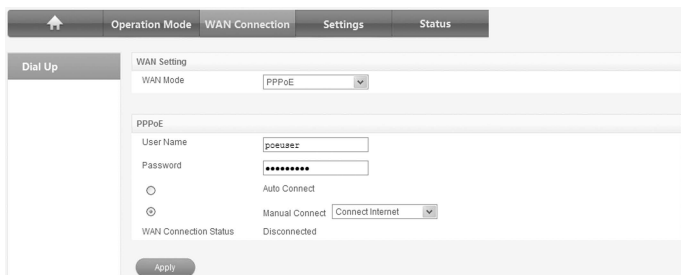 Operation Mode WAN Connection Settings Status
Dial Up
WAN Setting
WAN Mode PPPoE
PPPoE
User Name poeuser
Password •••••••••
Auto Connect
Manual Connect Connect Internet
WAN Connection Status Disconnected
Apply